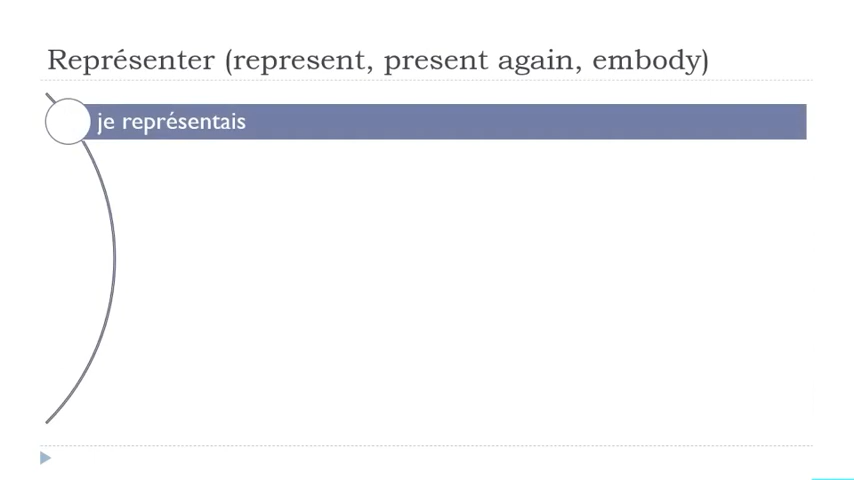 Représenter (represent, present again, embody)
je représentais